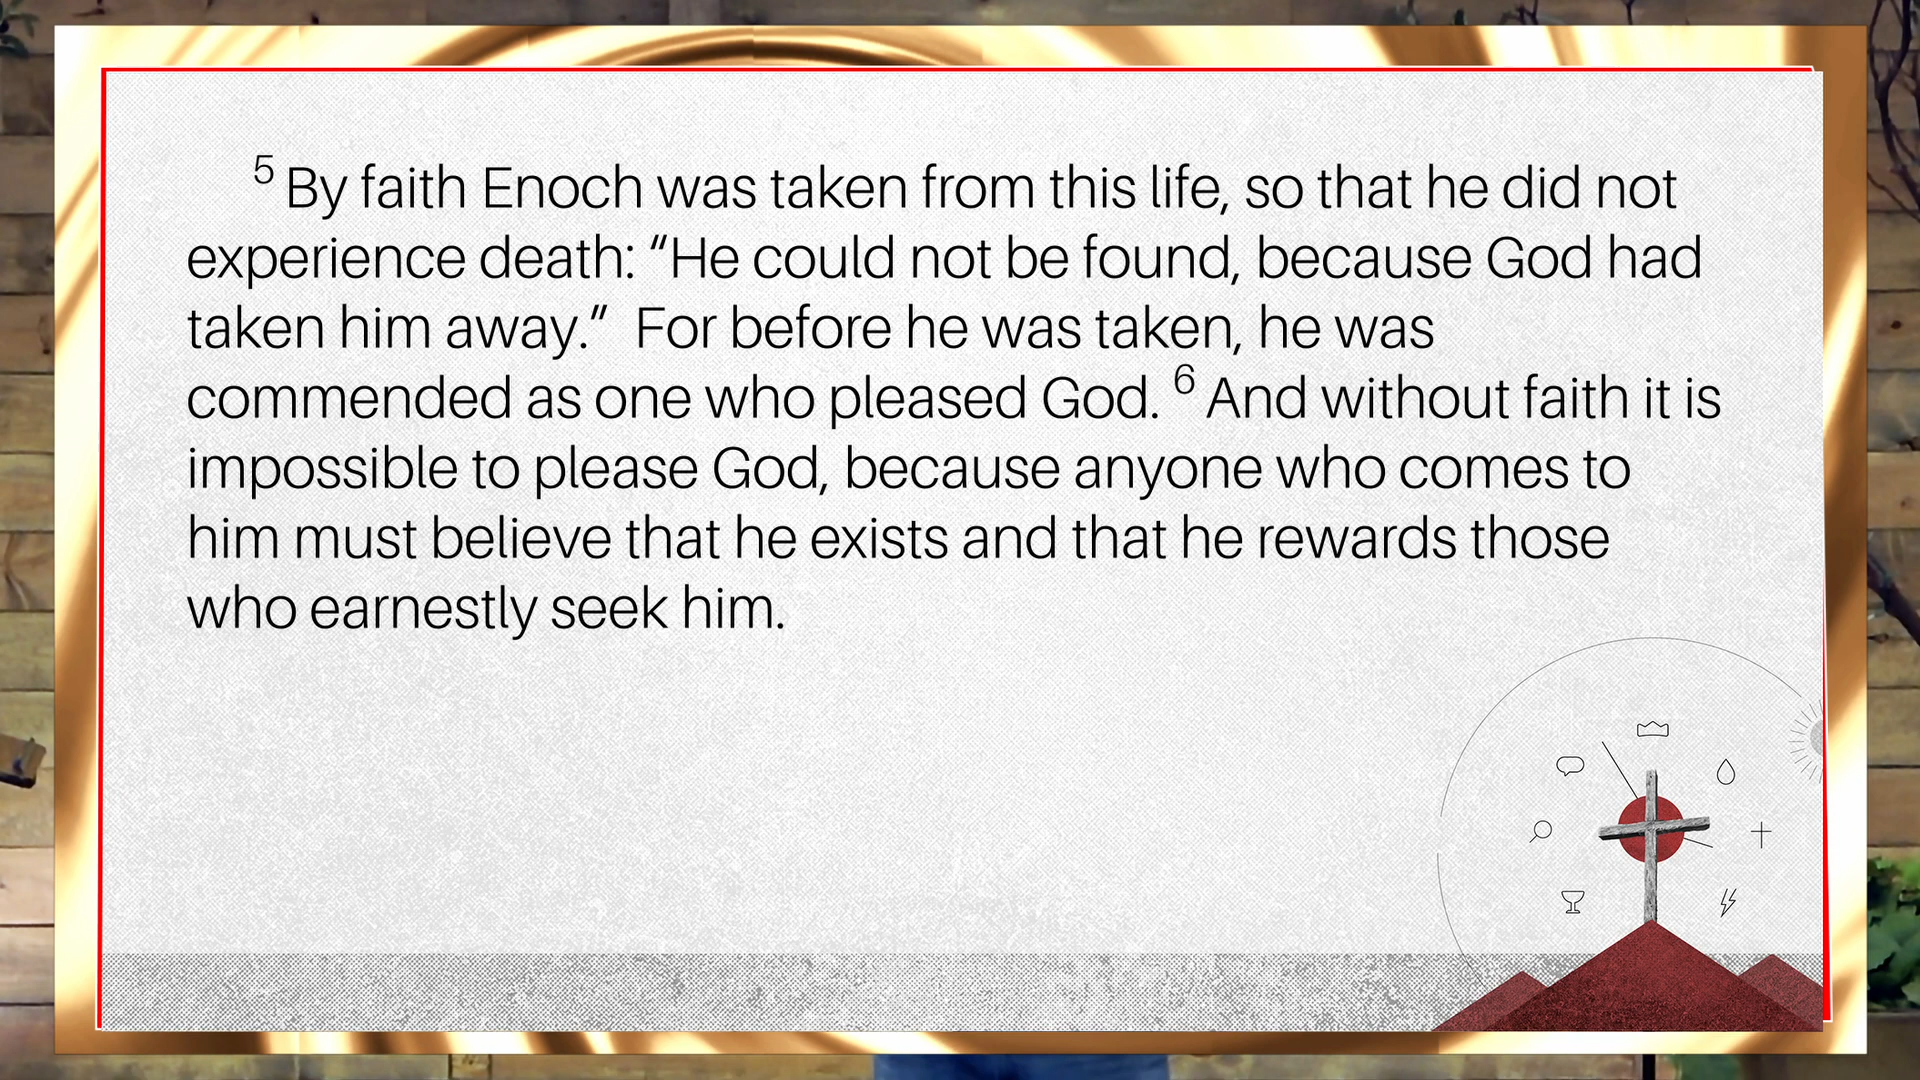 5 By faith Enoch was taken from this life, so that he did not
experience death: “He could not be found, because God had
taken him away.”  For before he was taken, he was
commended as one who pleased God. 6 And without faith it is
impossible to please God, because anyone who comes to
him must believe that he exists and that he rewards those
who earnestly seek him.